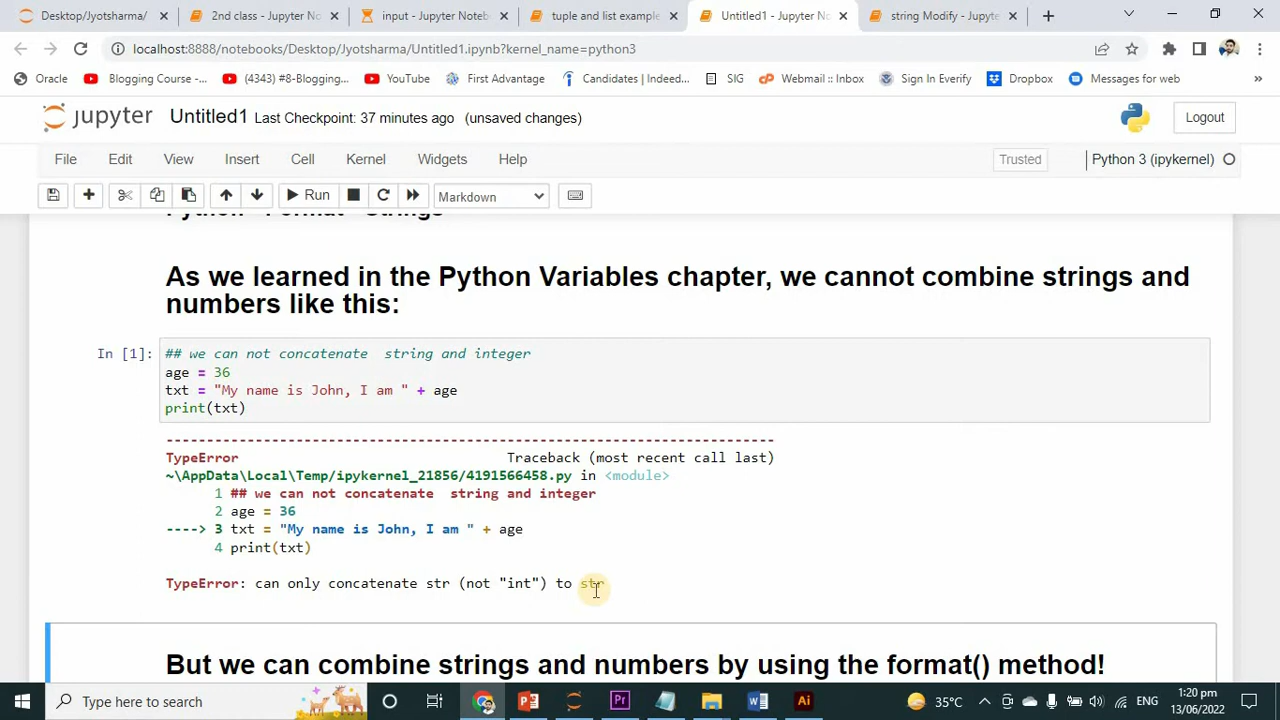 Desktop/Jyotsharma/
2nd class - Jupyter No
input - Jupyter Noteb
tuple and list example
Untitled1 - Jupyter No
string Modify - Jupyte
localhost:8888/notebooks/Desktop/Jyotsharma/Untitled1.ipynb?kernel_name=python3
Oracle
Blogging Course -...
(4343) #8-Blogging...
YouTube
First Advantage
Candidates | Indeed...
SIG
Webmail :: Inbox
Sign In Everify
Dropbox
Messages for web
»
jupyter Untitled1 Last Checkpoint: 37 minutes ago (unsaved changes)
Logout
File Edit View Insert Cell Kernel Widgets Help
Trusted
Python 3 (ipykernel)
Run
Markdown
Python - Format - Strings
As we learned in the Python Variables chapter, we cannot combine strings and
numbers like this:
In [1]:
## we can not concatenate  string and integer
age = 36
txt = "My name is John, I am " + age
print(txt)
---------------------------------------------------------------------------
TypeError                                 Traceback (most recent call last)
~\AppData\Local\Temp/ipykernel_21856/4191566458.py in <module>
1 ## we can not concatenate  string and integer
2 age = 36
----> 3 txt = "My name is John, I am " + age
4 print(txt)
TypeError: can only concatenate str (not "int") to str
But we can combine strings and numbers by using the format() method!
Type here to search
Pr
Ai
35°C
ENG
1:20 pm
13/06/2022